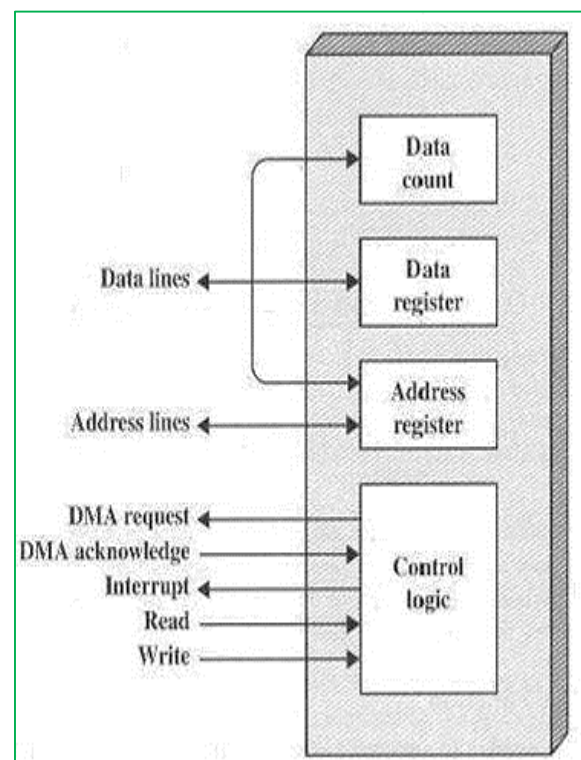 Data
count
Data lines
Data
register
Address
register
Address lines
DMA request
DMA acknowledge
Interrupt
Read
Write
Control
logic